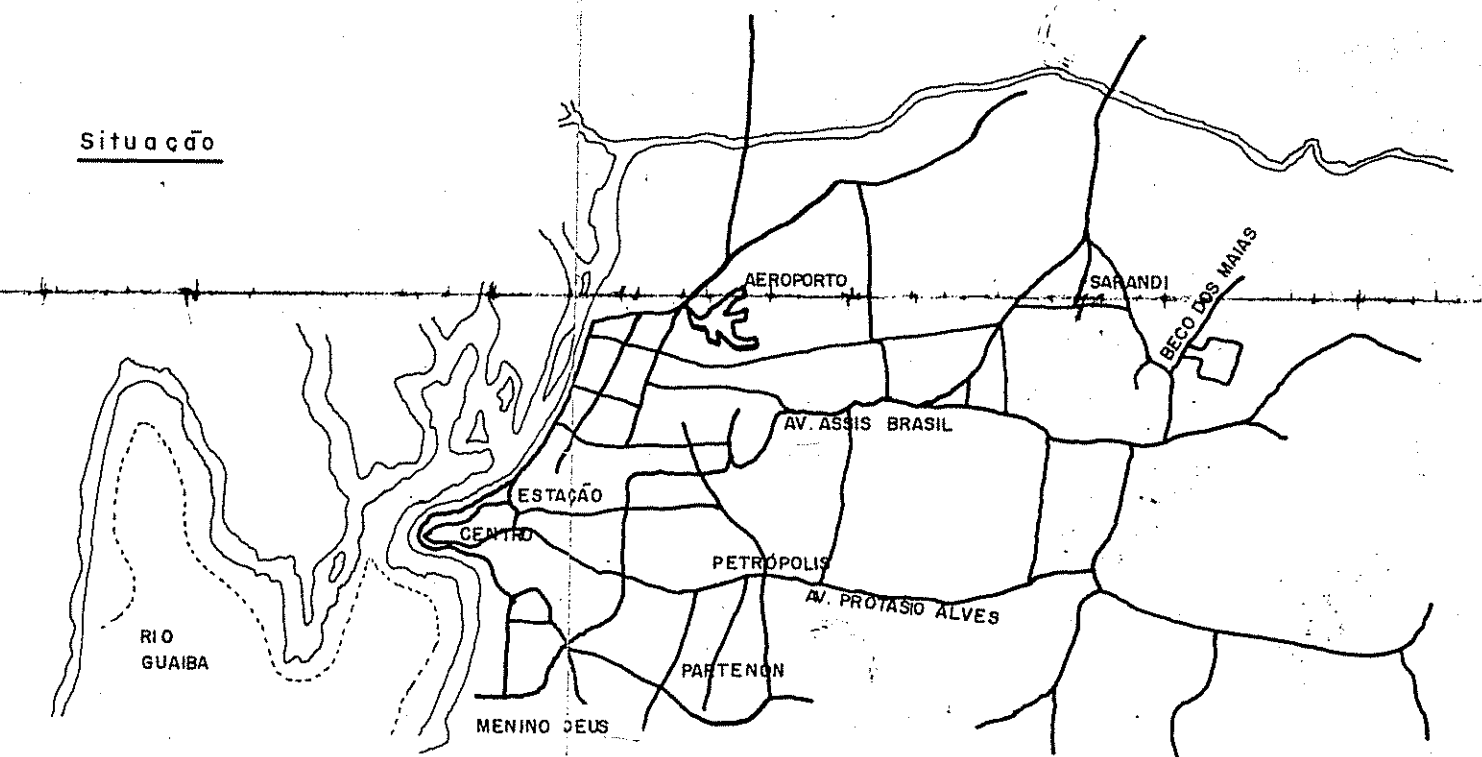 Situação
AEROPORTO
SARANDI
BECO DOS MAIAS
AV. ASSIS BRASIL
ESTAÇÃO
CENTRO
PETRÓPOLIS
AV. PROTASIO ALVES
RIO
GUAIBA
PARTENON
MENINO DEUS